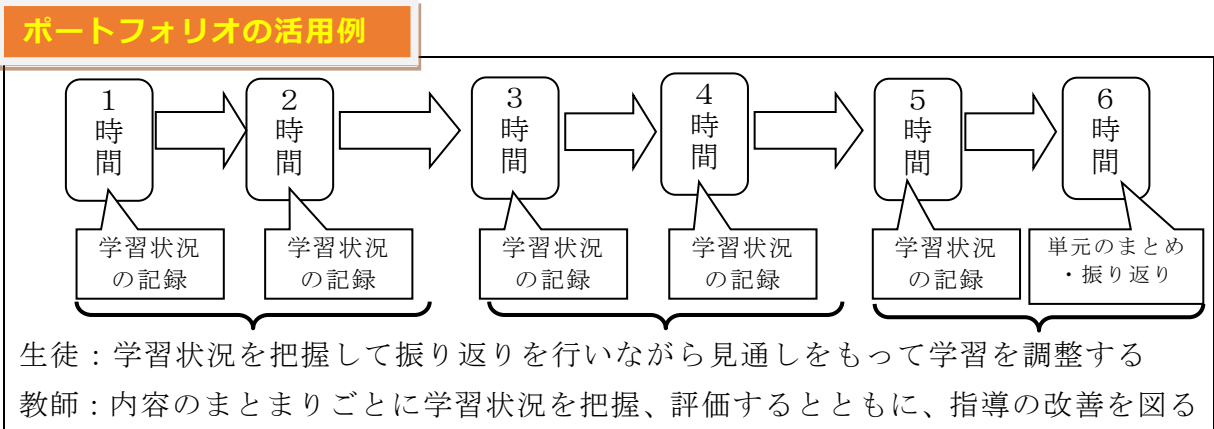 ポートフォリオの活用例
1
時
間
2
時
間
3
時
間
4
時
間
5
時
間
6
時
間
学習状況
の記録
学習状況
の記録
学習状況
の記録
学習状況
の記録
学習状況
の記録
単元のまとめ
・振り返り
生徒：学習状況を把握して振り返りを行いながら見通しをもって学習を調整する
教師：内容のまとまりごとに学習状況を把握、評価するとともに、指導の改善を図る